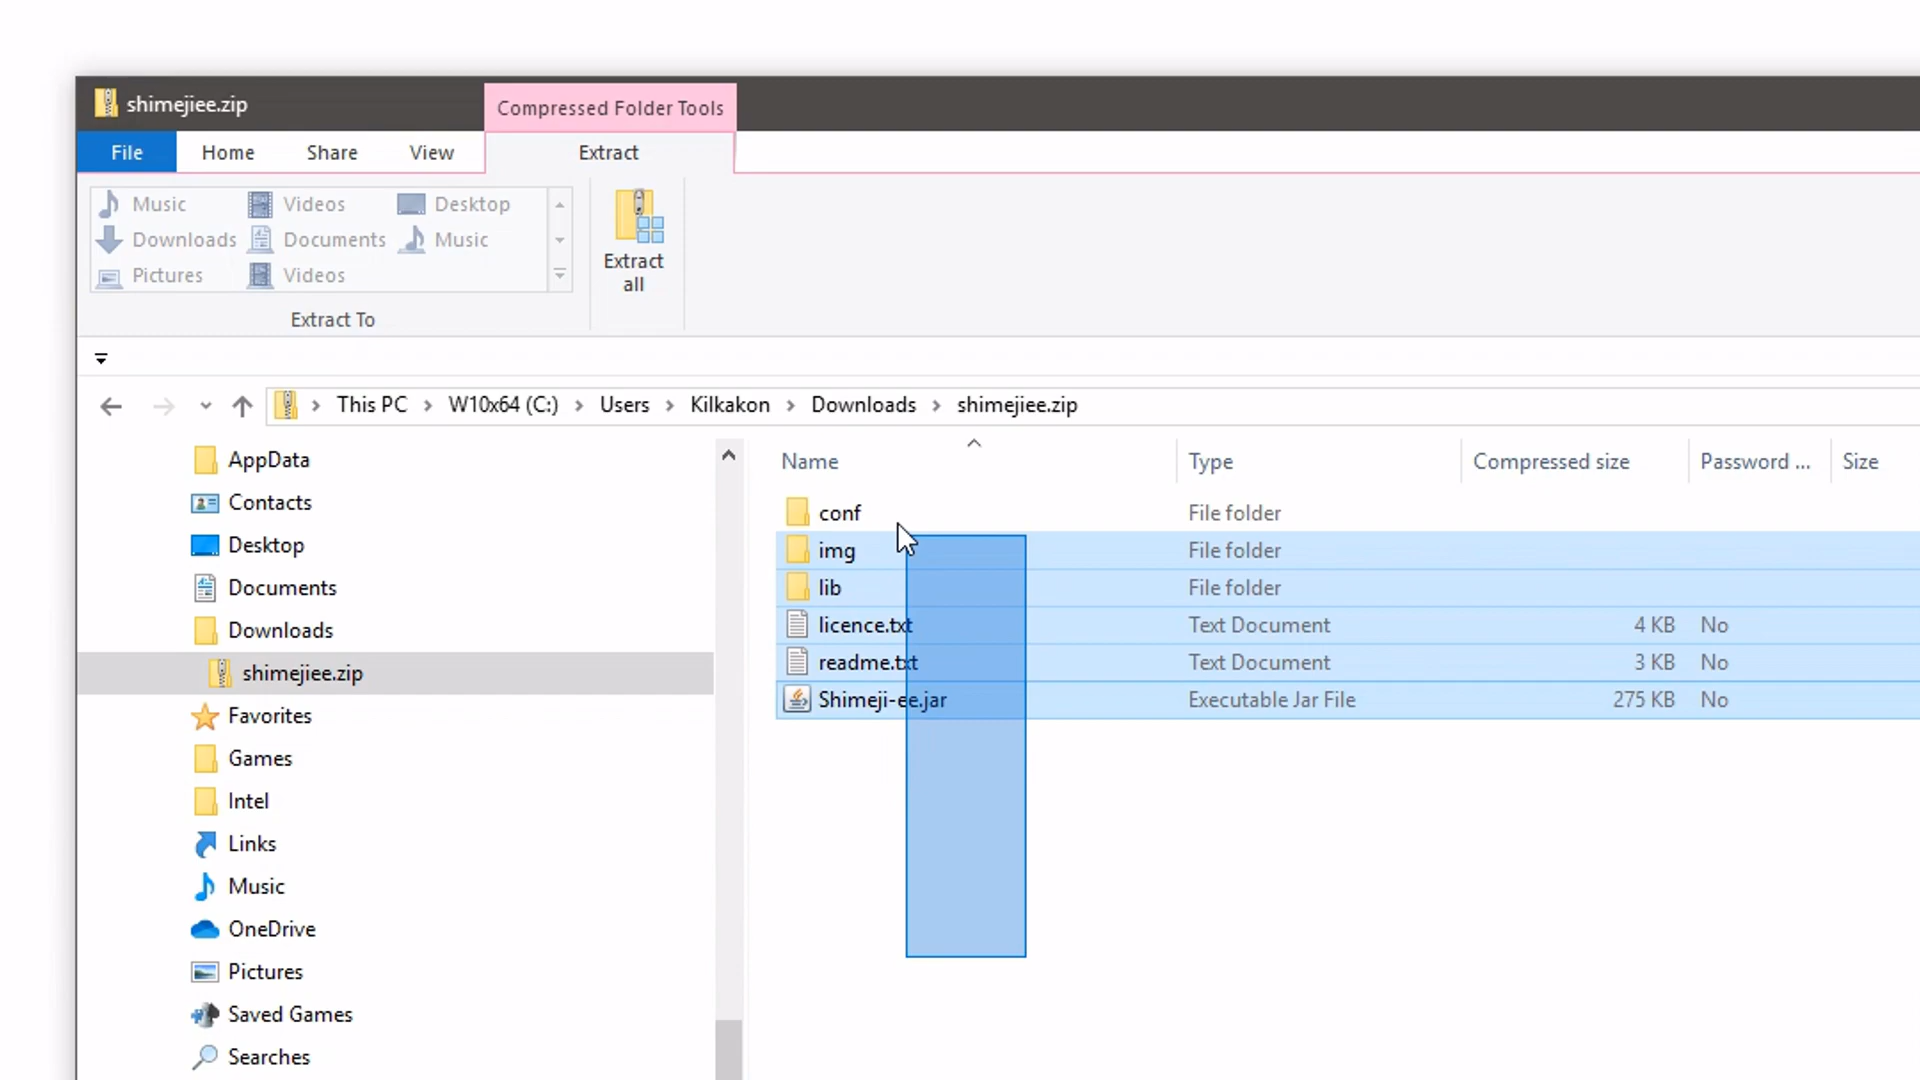 shimejiee.zip
Compressed Folder Tools
File Home Share View Extract
Music Videos Desktop
Downloads Documents Music
Pictures Videos
Extract To
Extract
all
This PC W10x64 (C:) Users Kilkakon Downloads shimejiee.zip
AppData
Contacts
Desktop
Documents
Downloads
shimejiee.zip
Favorites
Games
Intel
Links
Music
OneDrive
Pictures
Saved Games
Searches
Name Type Compressed size Password ... Size
conf File folder
img File folder
lib File folder
licence.txt Text Document 4 KB No
readme.txt Text Document 3 KB No
Shimeji-ee.jar Executable Jar File 275 KB No